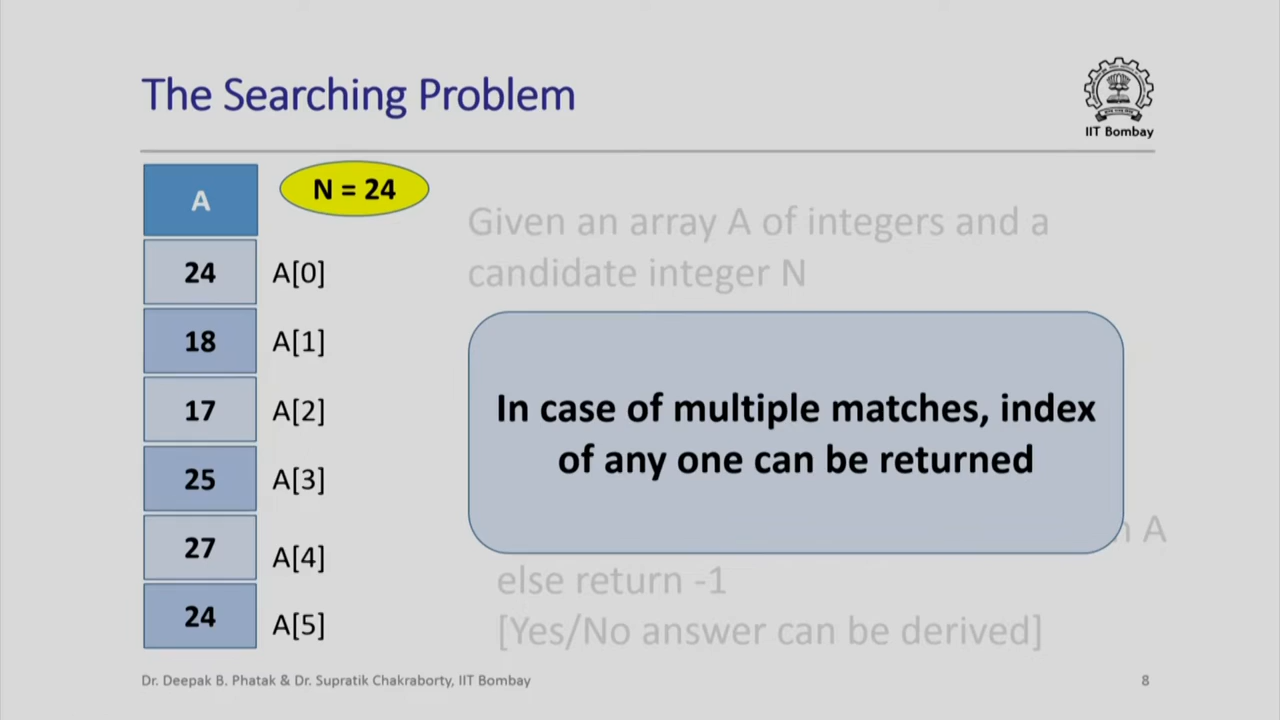 The Searching Problem
IIT Bombay
A
N = 24
24 A[0]
18 A[1]
17 A[2]
25 A[3]
27 A[4]
24 A[5]
Given an array A of integers and a
candidate integer N
In case of multiple matches, index
of any one can be returned
A
else return -1
[Yes/No answer can be derived]
Dr. Deepak B. Phatak & Dr. Supratik Chakraborty, IIT Bombay
8